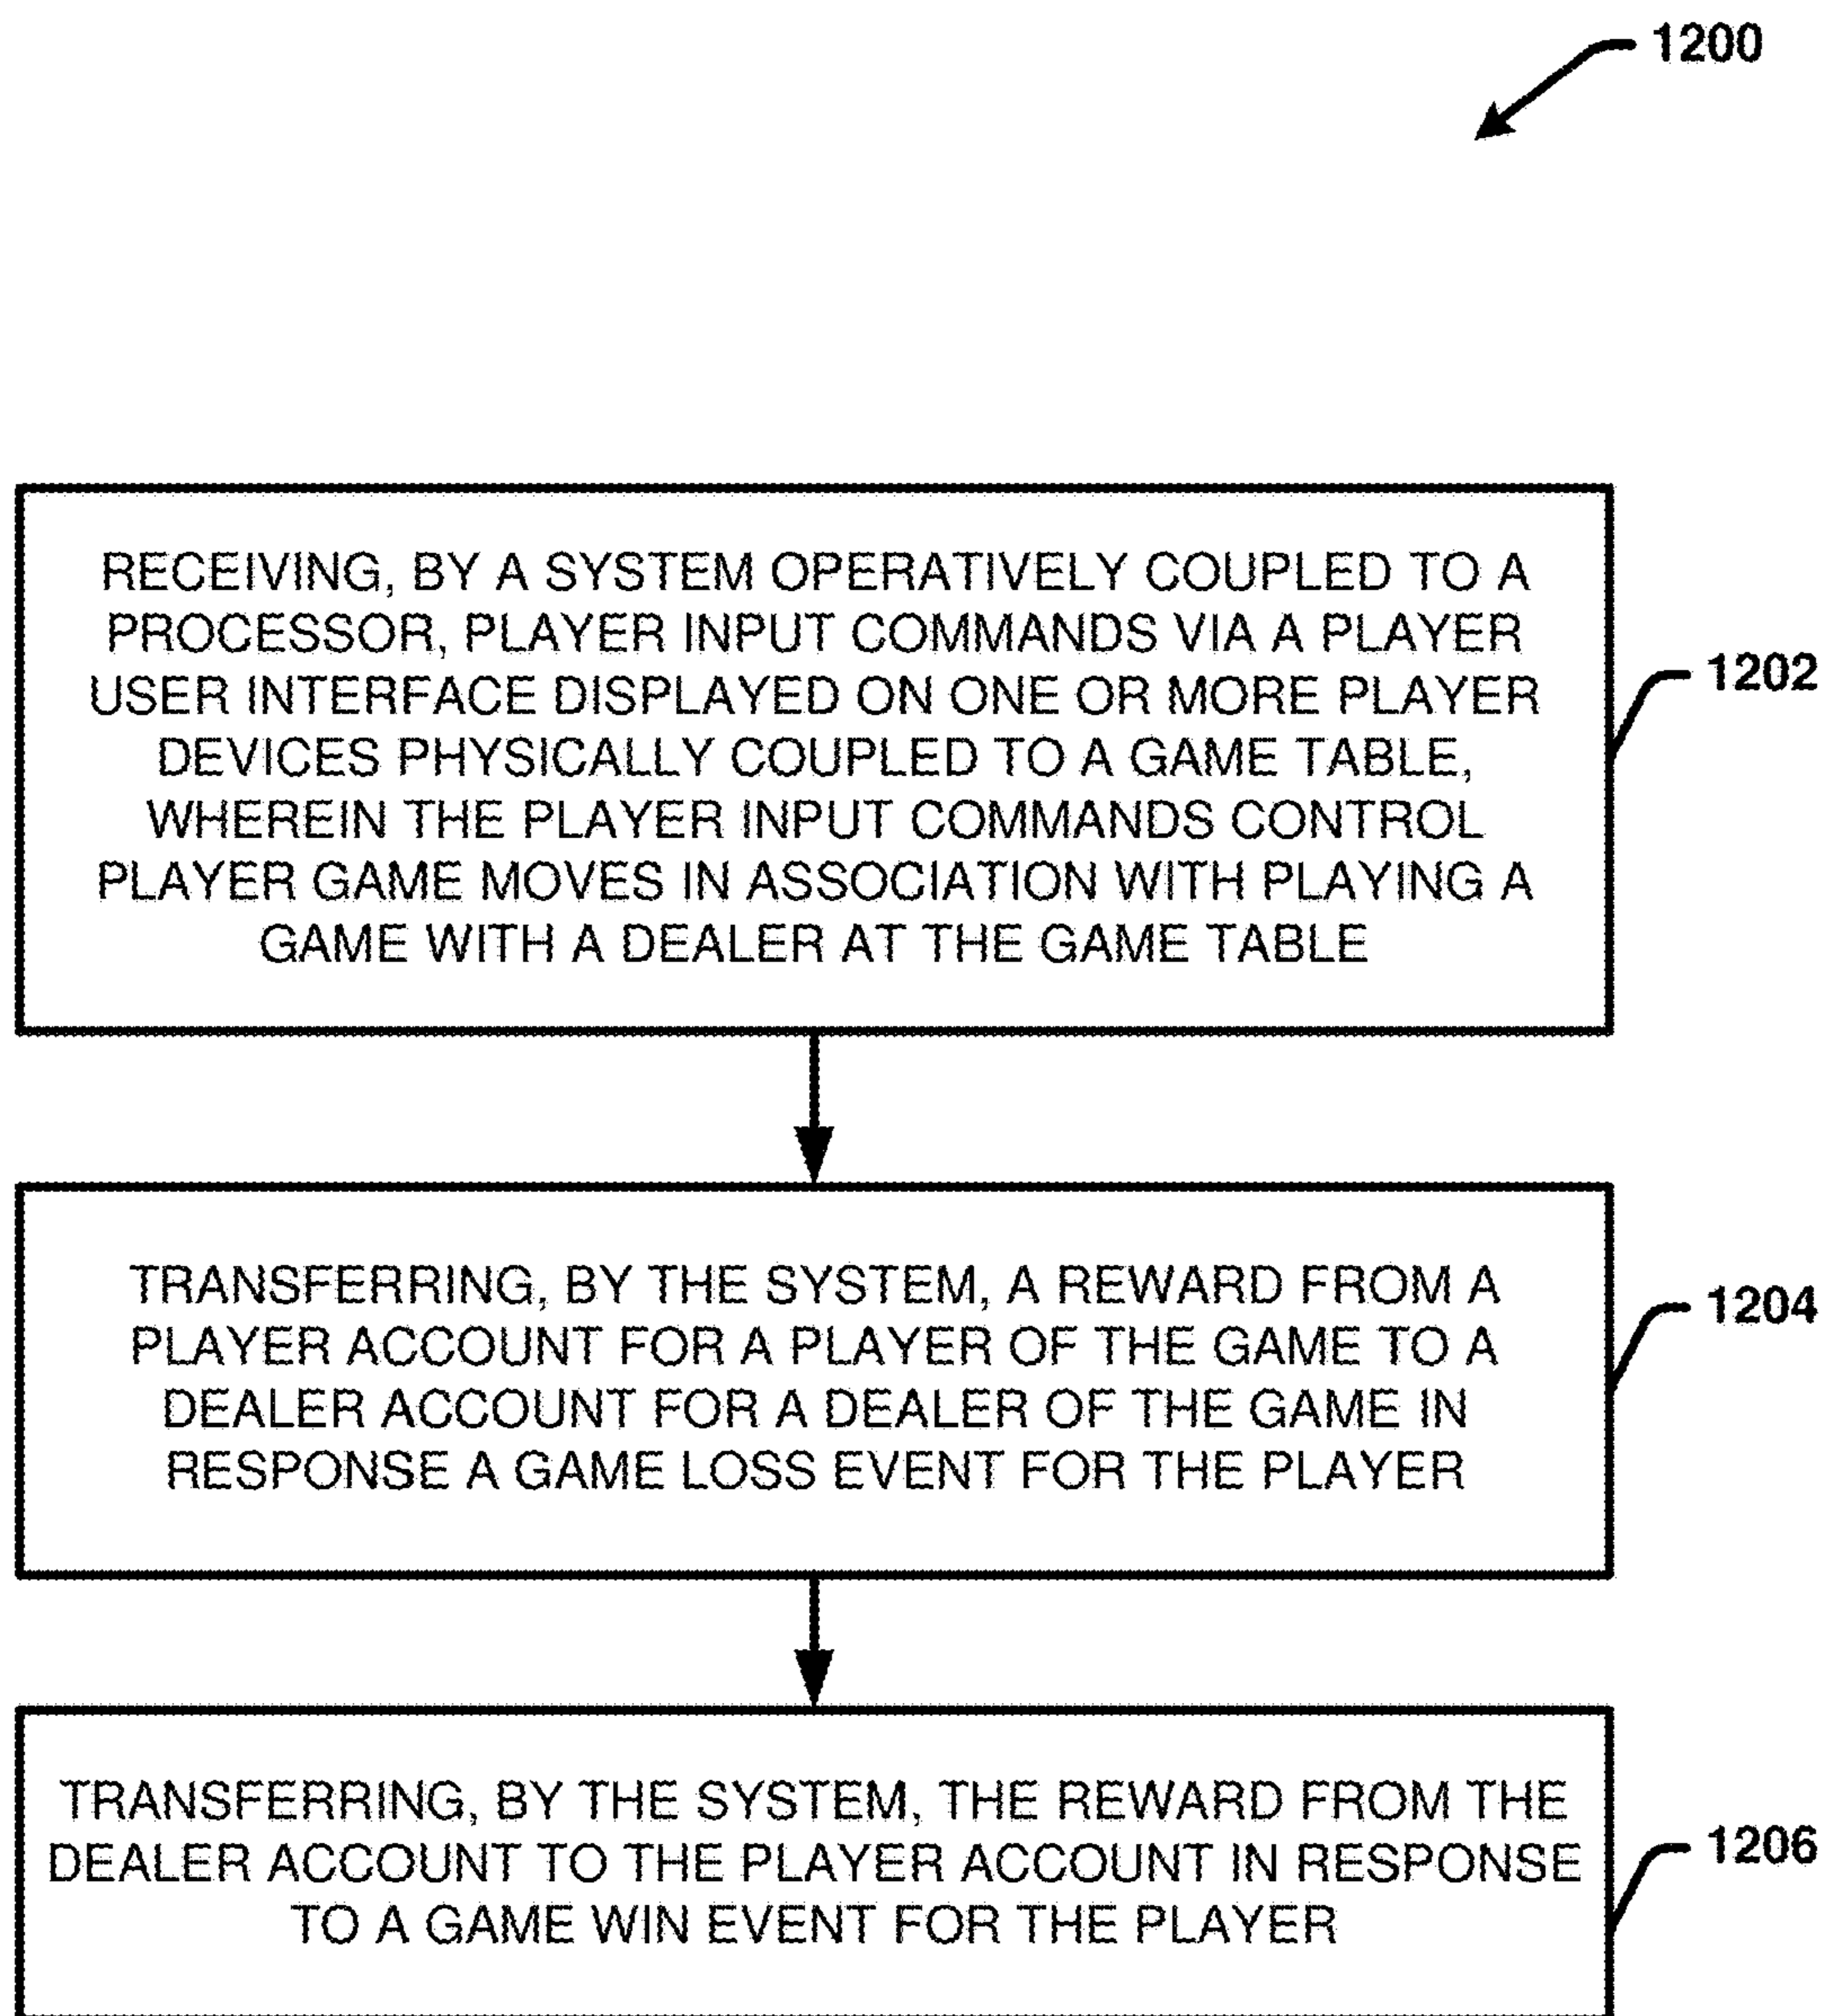 1200
RECEIVING, BY A SYSTEM OPERATIVELY COUPLED TO A
PROCESSOR, PLAYER INPUT COMMANDS VIA A PLAYER
USER INTERFACE DISPLAYED ON ONE OR MORE PLAYER
DEVICES PHYSICALLY COUPLED TO A GAME TABLE,
WHEREIN THE PLAYER INPUT COMMANDS CONTROL
PLAYER GAME MOVES IN ASSOCIATION WITH PLAYING A
GAME WITH A DEALER AT THE GAME TABLE
1202
TRANSFERRING, BY THE SYSTEM, A REWARD FROM A
PLAYER ACCOUNT FOR A PLAYER OF THE GAME TO A
DEALER ACCOUNT FOR A DEALER OF THE GAME IN
RESPONSE A GAME LOSS EVENT FOR THE PLAYER
1204
TRANSFERRING, BY THE SYSTEM, THE REWARD FROM THE
DEALER ACCOUNT TO THE PLAYER ACCOUNT IN RESPONSE
TO A GAME WIN EVENT FOR THE PLAYER
1206